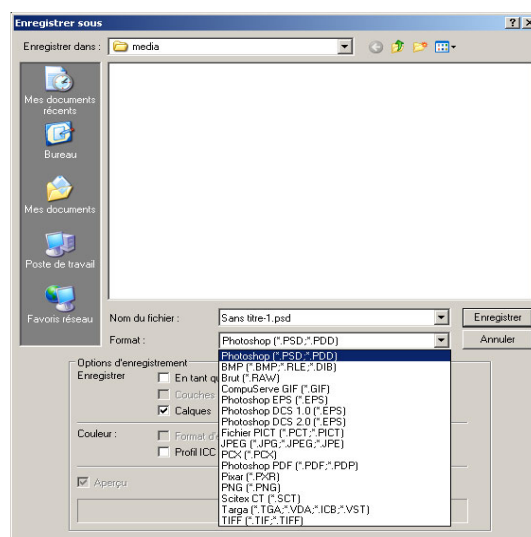 Enregistrer sous
Enregistrer dans :
media
Mes documents
récents
Bureau
Mes documents
Poste de travail
Favoris réseau
Nom du fichier :
Sans titre-1.psd
Enregistrer
Format :
Photoshop (*.PSD;*.PDD)
Annuler
Options d'enregistrement
Enregistrer
En tant q
Couches
Calques
Couleur :
Format d'
Profil ICC
Aperçu
Photoshop (*.PSD;*.PDD)
BMP (*.BMP;*.RLE;*.DIB)
Brut (*.RAW)
CompuServe GIF (*.GIF)
Photoshop EPS (*.EPS)
Photoshop DCS 1.0 (*.EPS)
Photoshop DCS 2.0 (*.EPS)
Fichier PICT (*.PCT;*.PICT)
JPEG (*.JPG;*.JPEG;*.JPE)
PCX (*.PCX)
Photoshop PDF (*.PDF;*.PDP)
Pixar (*.PXR)
PNG (*.PNG)
Scitex CT (*.SCT)
Targa (*.TGA;*.VDA;*.ICB;*.VST)
TIFF (*.TIF;*.TIFF)